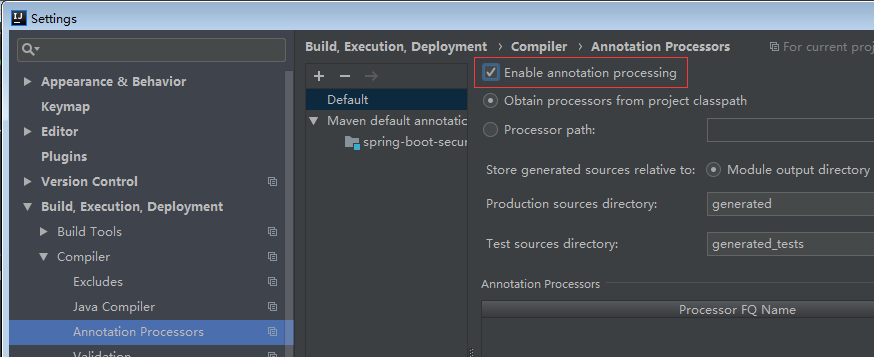 Settings
Appearance & Behavior
Keymap
Editor
Plugins
Version Control
Build, Execution, Deployment
Build Tools
Compiler
Excludes
Java Compiler
Annotation Processors
Validation
Build, Execution, Deployment › Compiler › Annotation Processors
For current proj
Default
Maven default annotatio
spring-boot-secur
Enable annotation processing
Obtain processors from project classpath
Processor path:
Store generated sources relative to: Module output directory
Production sources directory: generated
Test sources directory: generated_tests
Annotation Processors
Processor FQ Name